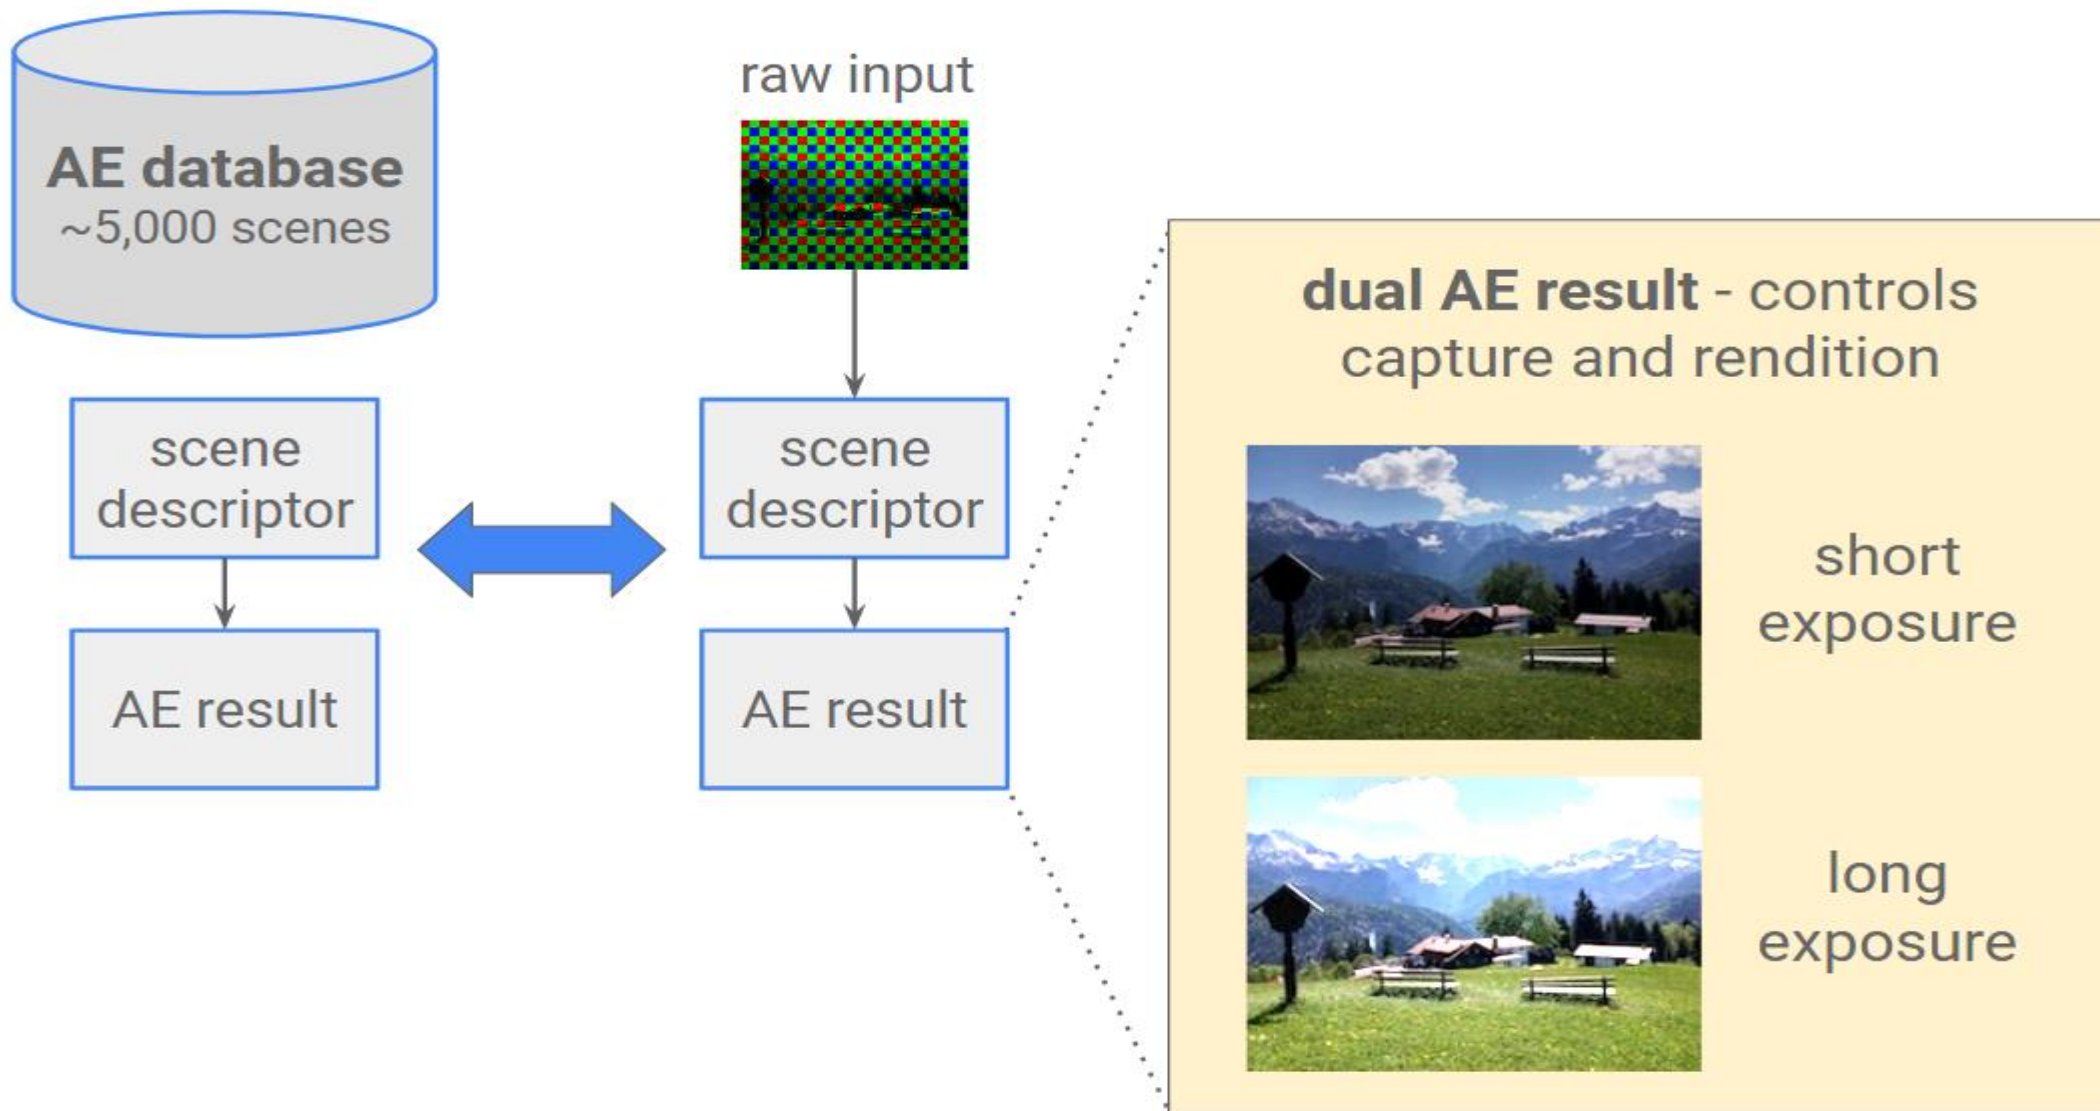 AE database
~5,000 scenes
scene
descriptor
AE result
raw input
scene
descriptor
AE result
dual AE result - controls
capture and rendition
short
exposure
long
exposure